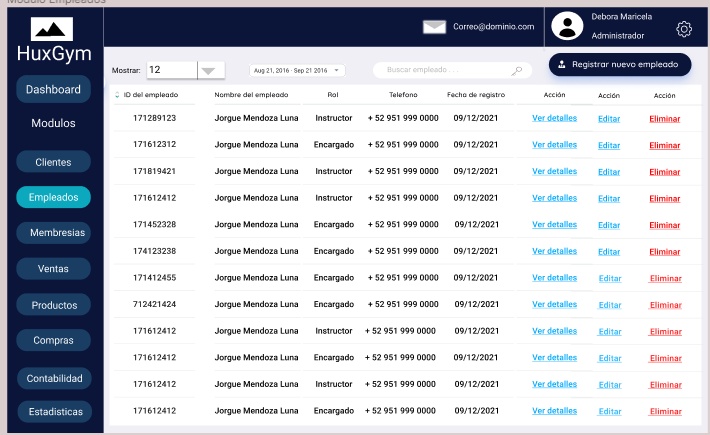 Modulo Empleados
HuxGym
Correo@dominio.com
Debora Maricela
Administrador
Dashboard
Modulos
Clientes
Empleados
Membresias
Ventas
Productos
Compras
Contabilidad
Estadisticas
Mostrar: 12
Aug 21, 2016 - Sep 21 2016
Buscar empleado . . .
Registrar nuevo empleado
ID del empleado Nombre del empleado Rol Telefono Fecha de registro Acción Acción Acción
171289123 Jorgue Mendoza Luna Instructor + 52 951 999 0000 09/12/2021 Ver detalles Editar Eliminar
171612312 Jorgue Mendoza Luna Encargado + 52 951 999 0000 09/12/2021 Ver detalles Editar Eliminar
171819421 Jorgue Mendoza Luna Instructor + 52 951 999 0000 09/12/2021 Ver detalles Editar Eliminar
171612412 Jorgue Mendoza Luna Instructor + 52 951 999 0000 09/12/2021 Ver detalles Editar Eliminar
171452328 Jorgue Mendoza Luna Encargado + 52 951 999 0000 09/12/2021 Ver detalles Editar Eliminar
174123238 Jorgue Mendoza Luna Encargado + 52 951 999 0000 09/12/2021 Ver detalles Editar Eliminar
171412455 Jorgue Mendoza Luna Encargado + 52 951 999 0000 09/12/2021 Ver detalles Editar Eliminar
712421424 Jorgue Mendoza Luna Encargado + 52 951 999 0000 09/12/2021 Ver detalles Editar Eliminar
171612412 Jorgue Mendoza Luna Instructor + 52 951 999 0000 09/12/2021 Ver detalles Editar Eliminar
171612412 Jorgue Mendoza Luna Encargado + 52 951 999 0000 09/12/2021 Ver detalles Editar Eliminar
171612412 Jorgue Mendoza Luna Instructor + 52 951 999 0000 09/12/2021 Ver detalles Editar Eliminar
171612412 Jorgue Mendoza Luna Encargado + 52 951 999 0000 09/12/2021 Ver detalles Editar Eliminar